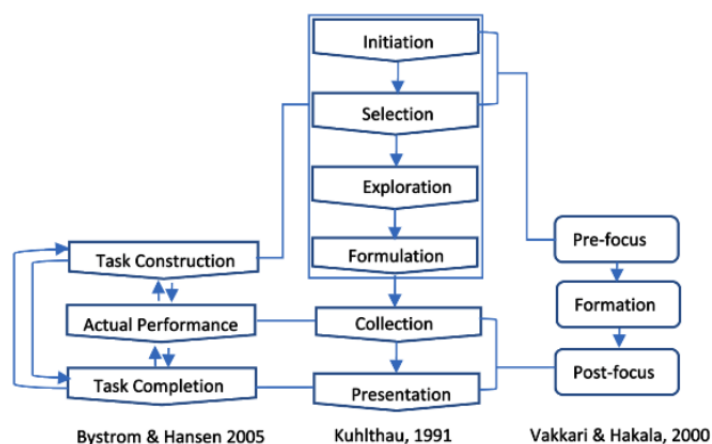 Initiation
Selection
Exploration
Formulation
Collection
Presentation
Task Construction
Actual Performance
Task Completion
Pre-focus
Formation
Post-focus
Bystrom & Hansen 2005
Kuhlthau, 1991
Vakkari & Hakala, 2000